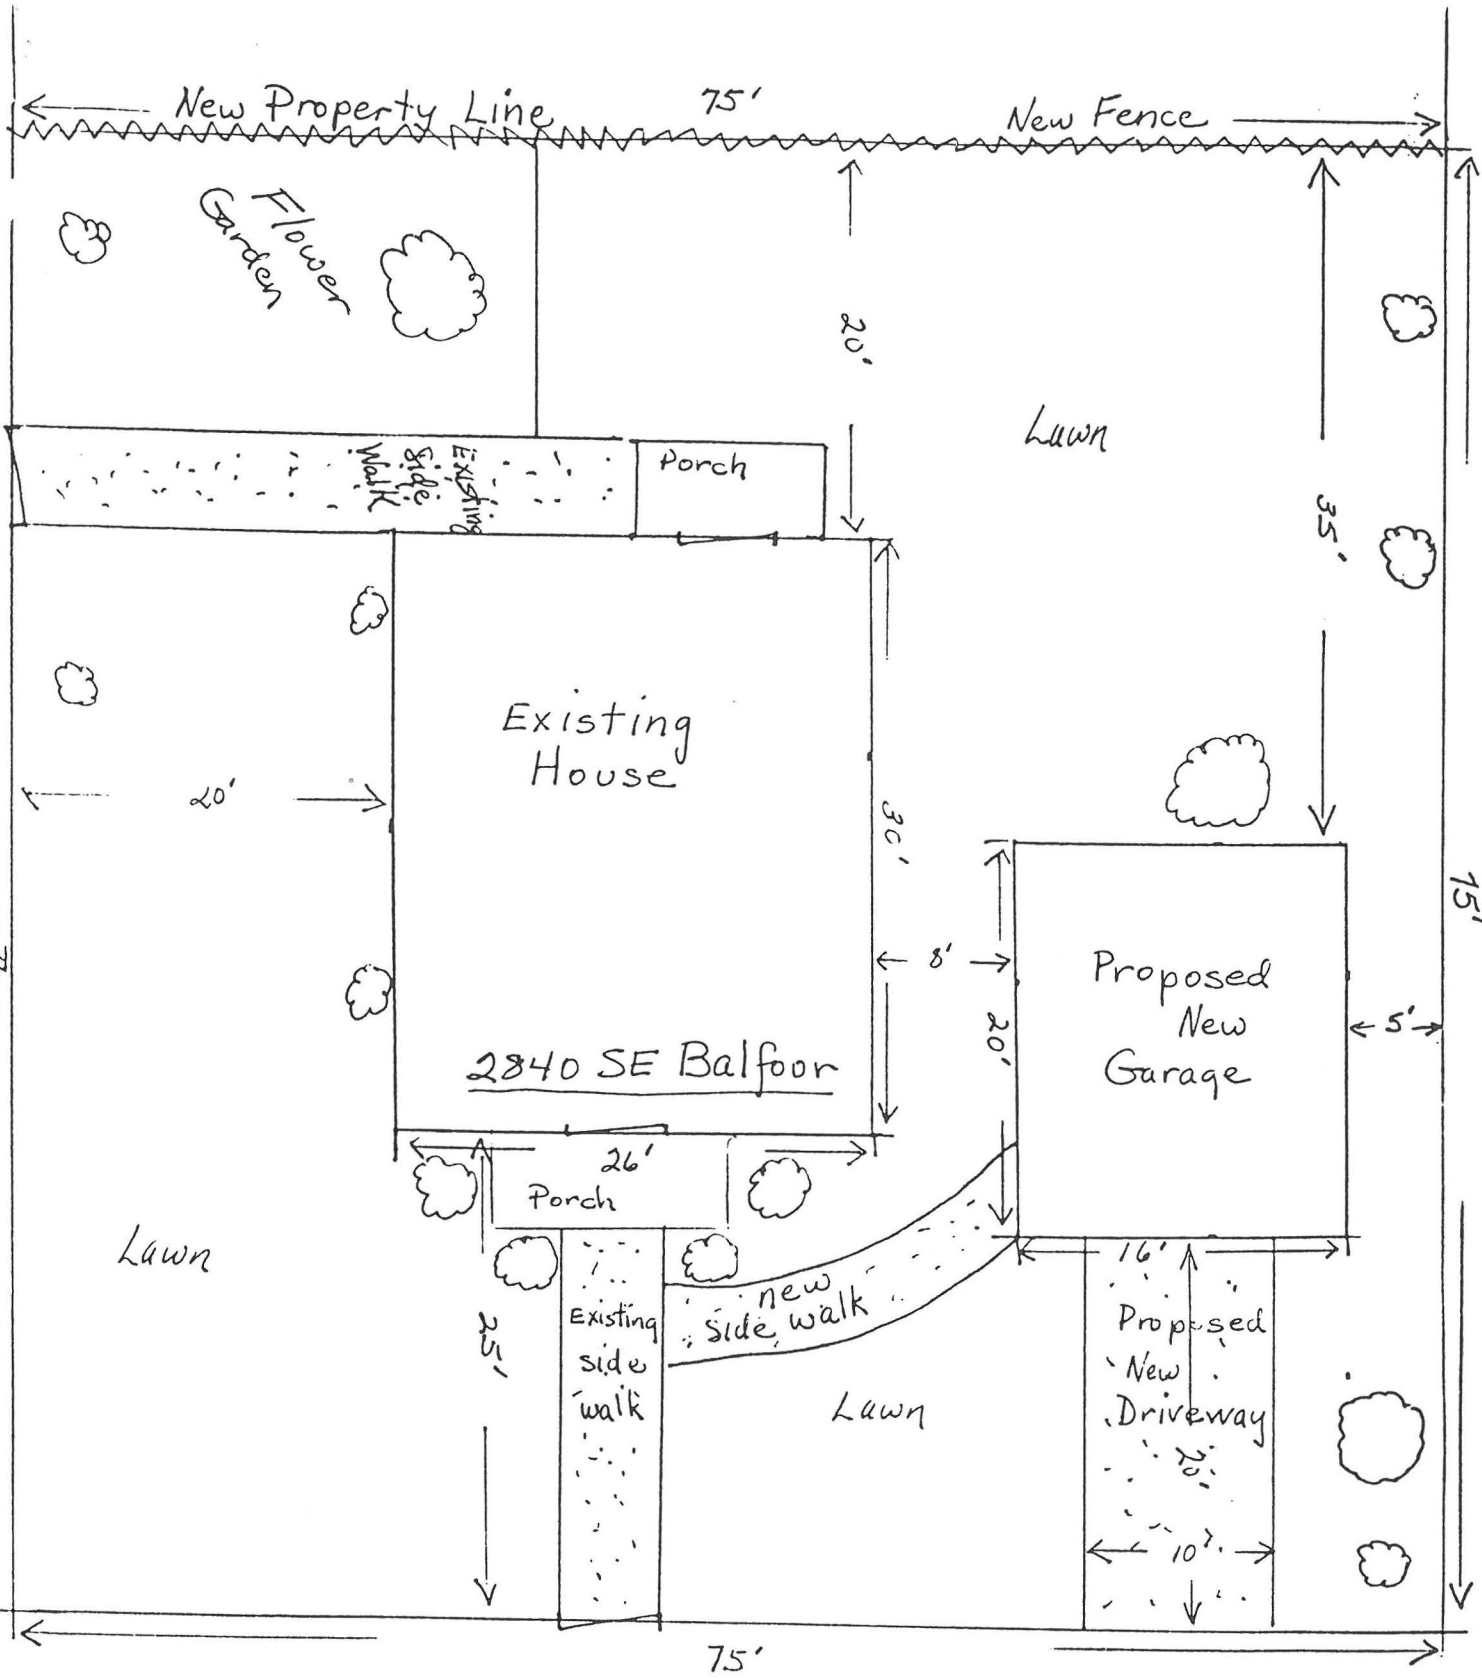 New Property Line 75' New Fence
Flower
Garden
20'
Lawn
35'
Existing
Side
Walk
Porch
Existing
House
20'
30'
75'
8'
20'
Proposed
New
Garage
5'
2840 SE Balfour
26'
Porch
Lawn
25'
Existing
side
walk
new
side walk
Lawn
16'
Proposed
New
Driveway
20'
10'
75'